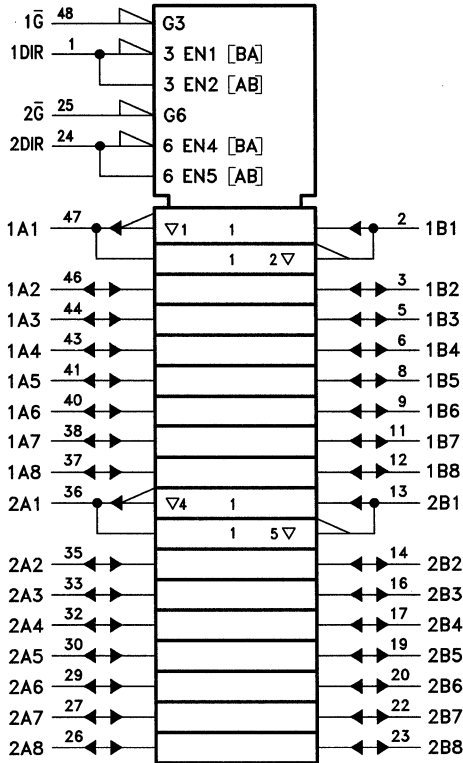 1G̅ 48 G3
1DIR 1 3 EN1 [BA]
3 EN2 [AB]
2G̅ 25 G6
2DIR 24 6 EN4 [BA]
6 EN5 [AB]
1A1 47 ▽1 1 2 1B1
1 2▽
1A2 46 3 1B2
1A3 44 5 1B3
1A4 43 6 1B4
1A5 41 8 1B5
1A6 40 9 1B6
1A7 38 11 1B7
1A8 37 12 1B8
2A1 36 ▽4 1 13 2B1
1 5▽
2A2 35 14 2B2
2A3 33 16 2B3
2A4 32 17 2B4
2A5 30 19 2B5
2A6 29 20 2B6
2A7 27 22 2B7
2A8 26 23 2B8